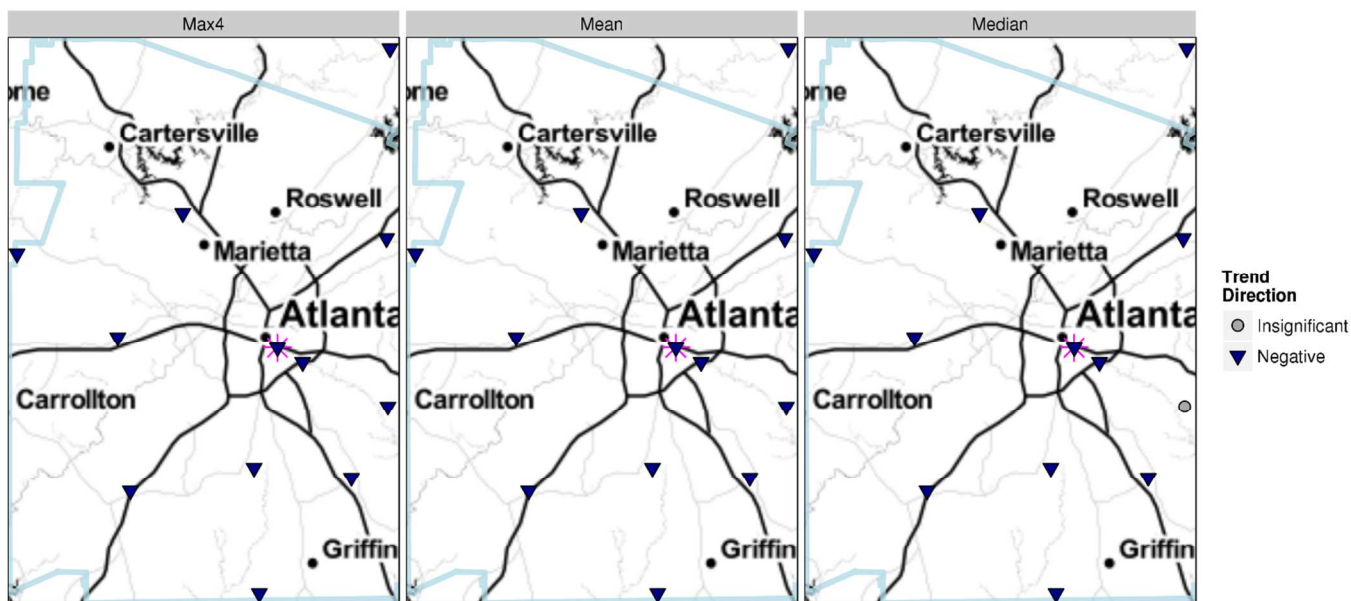 Max4
Mean
Median
ome
Cartersville
Roswell
Marietta
Atlanta
Carrollton
Griffin
ome
Cartersville
Roswell
Marietta
Atlanta
Carrollton
Griffin
ome
Cartersville
Roswell
Marietta
Atlanta
Carrollton
Griffin
Trend
Direction
Insignificant
Negative